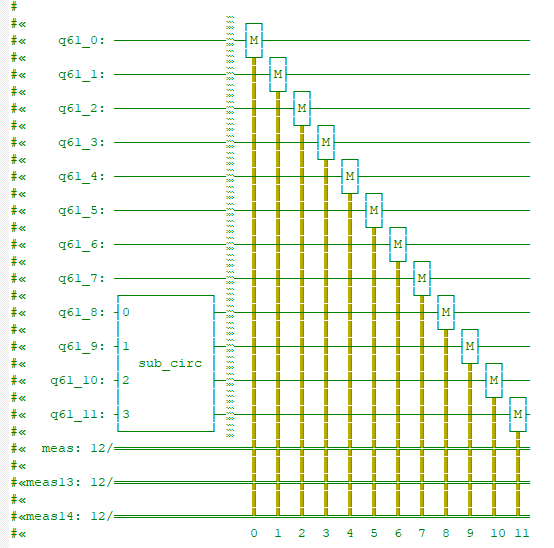 #
#«
#« q61_0: M
#«
#« q61_1: M
#«
#« q61_2: M
#«
#« q61_3: M
#«
#« q61_4: M
#«
#« q61_5: M
#«
#« q61_6: M
#«
#« q61_7: M
#«
#« q61_8: 0 M
#«
#« q61_9: 1 M
#« sub_circ
#« q61_10: 2 M
#«
#« q61_11: 3 M
#«
#« meas: 12/
#«
#«meas13: 12/
#«
#«meas14: 12/
#« 0 1 2 3 4 5 6 7 8 9 10 11